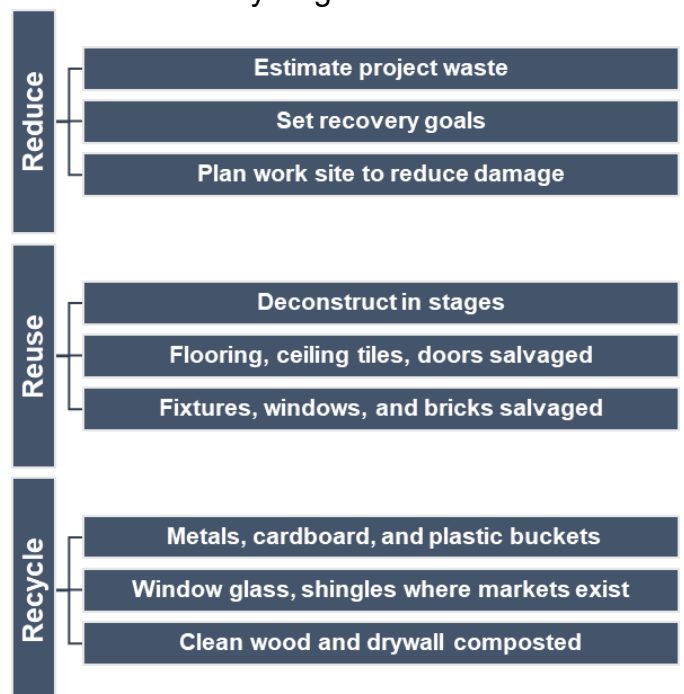 Reduce
Estimate project waste
Set recovery goals
Plan work site to reduce damage
Reuse
Deconstruct in stages
Flooring, ceiling tiles, doors salvaged
Fixtures, windows, and bricks salvaged
Recycle
Metals, cardboard, and plastic buckets
Window glass, shingles where markets exist
Clean wood and drywall composted